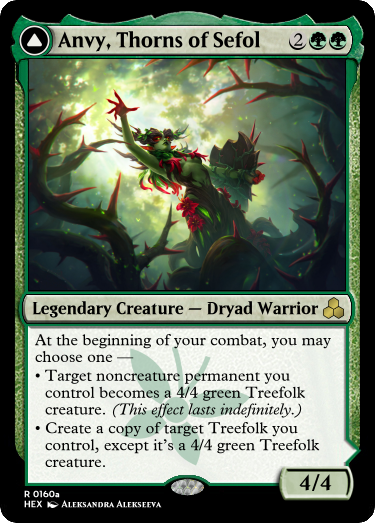 Anvy, Thorns of Sefol 2
Legendary Creature — Dryad Warrior
At the beginning of your combat, you may
choose one —
• Target noncreature permanent you
control becomes a 4/4 green Treefolk
creature. (This effect lasts indefinitely.)
• Create a copy of target Treefolk you
control, except it's a 4/4 green Treefolk
creature.
4/4
R 0160a
HEX Aleksandra Alekseeva